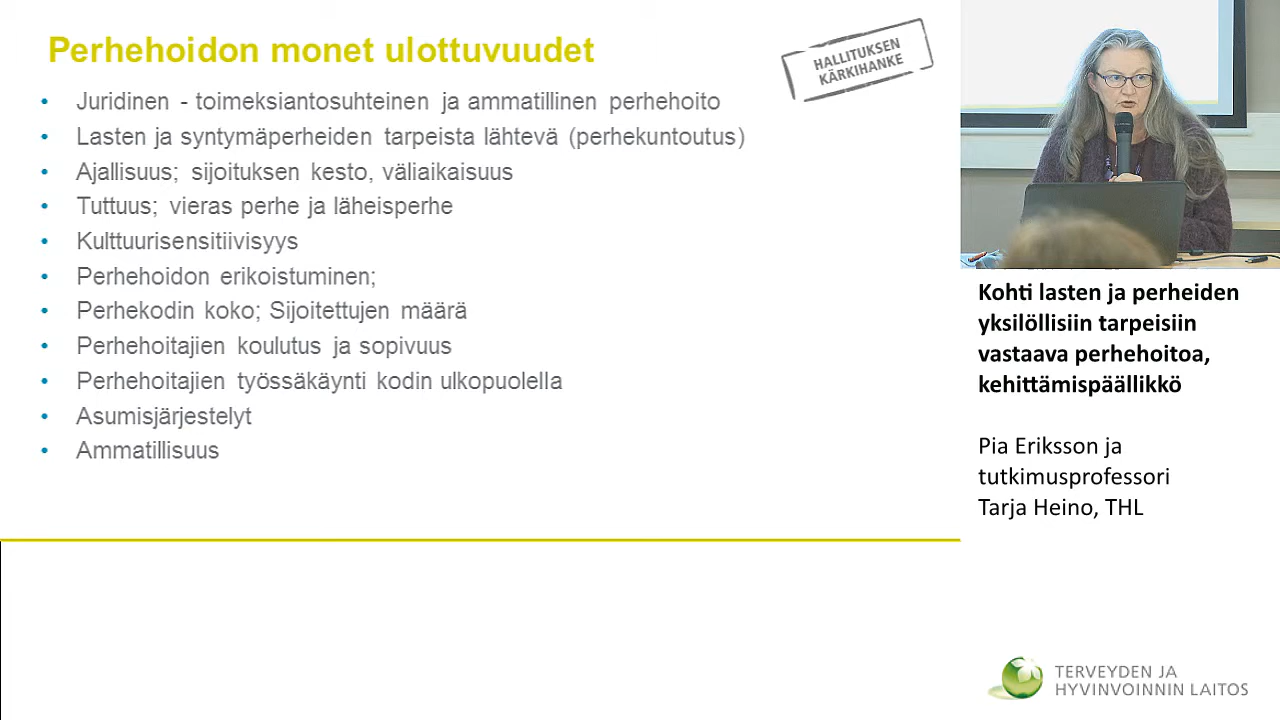 Perhehoidon monet ulottuvuudet
HALLITUKSEN
KÄRKIHANKE
• Juridinen - toimeksiantosuhteinen ja ammatillinen perhehoito
• Lasten ja syntymäperheiden tarpeista lähtevä (perhekuntoutus)
• Ajallisuus; sijoituksen kesto, väliaikaisuus
• Tuttuus; vieras perhe ja läheisperhe
• Kulttuurisensitiivisyys
• Perhehoidon erikoistuminen;
• Perhekodin koko; Sijoitettujen määrä
• Perhehoitajien koulutus ja sopivuus
• Perhehoitajien työssäkäynti kodin ulkopuolella
• Asumisjärjestelyt
• Ammatillisuus
Kohti lasten ja perheiden
yksilöllisiin tarpeisiin
vastaava perhehoitoa,
kehittämispäällikkö
Pia Eriksson ja
tutkimusprofessori
Tarja Heino, THL
TERVEYDEN JA
HYVINVOINNIN LAITOS